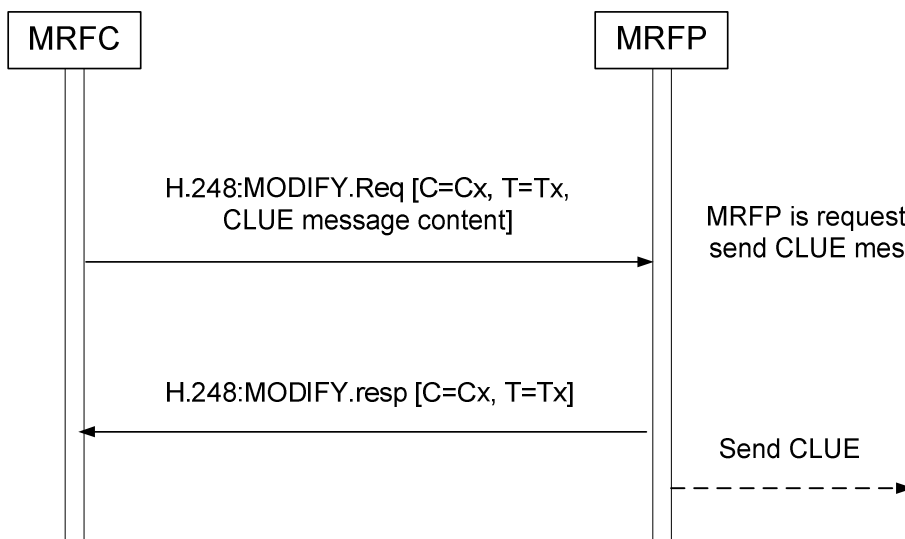 MRFC
MRFP
H.248:MODIFY.Req [C=Cx, T=Tx,
CLUE message content]
MRFP is request
send CLUE mes
H.248:MODIFY.resp [C=Cx, T=Tx]
Send CLUE